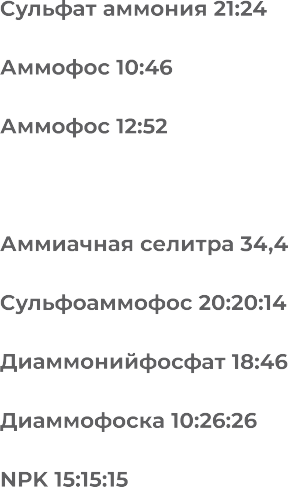 Сульфат аммония 21:24
Аммофос 10:46
Аммофос 12:52
Аммиачная селитра 34,4
Сульфоаммофос 20:20:14
Диаммонийфосфат 18:46
Диаммофоска 10:26:26
NPK 15:15:15